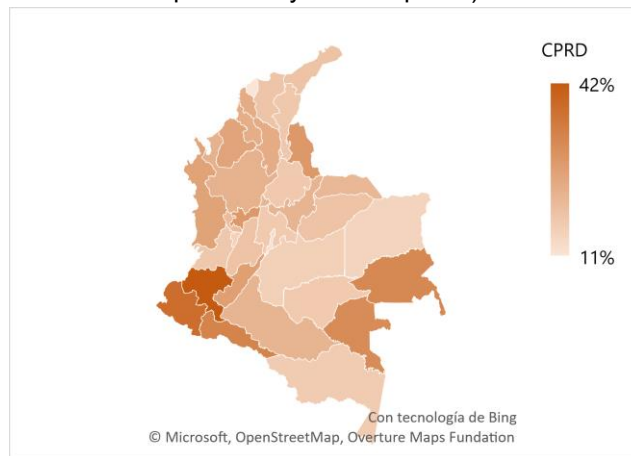 CPRD
42%
11%
Con tecnología de Bing
© Microsoft, OpenStreetMap, Overture Maps Fundation